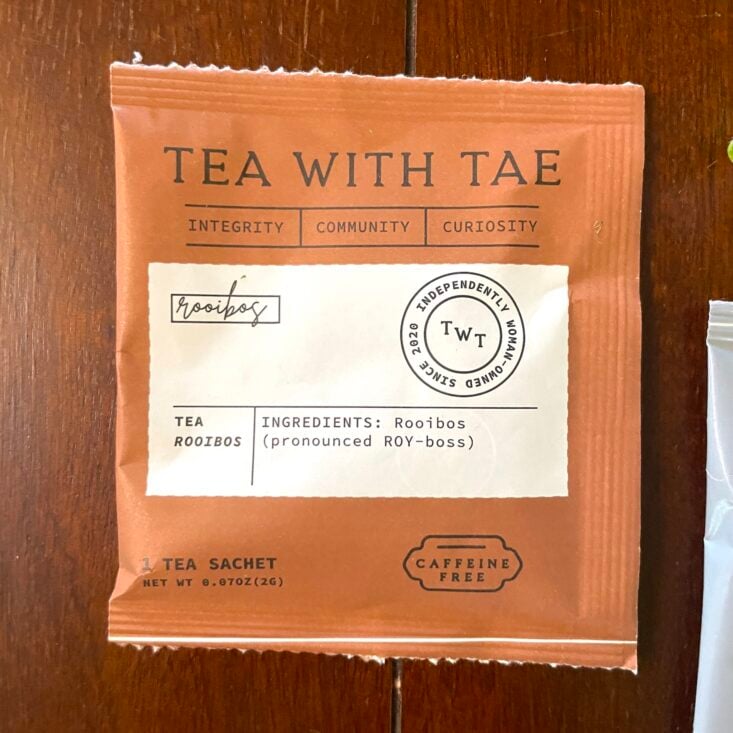 TEA WITH TAE
INTEGRITY COMMUNITY CURIOSITY
rooibos
INDEPENDENTLY WOMAN-OWNED SINCE 2020
TWT
TEA
ROOIBOS
INGREDIENTS: Rooibos
(pronounced ROY-boss)
1 TEA SACHET
NET WT 0.07OZ(2G)
CAFFEINE
FREE